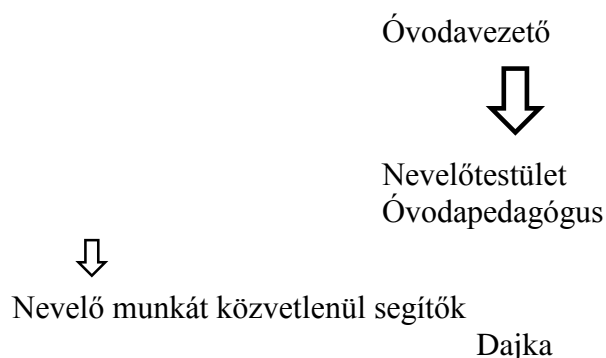 Óvodavezető
Nevelőtestület
Óvodapedagógus
Nevelő munkát közvetlenül segítők
Dajka